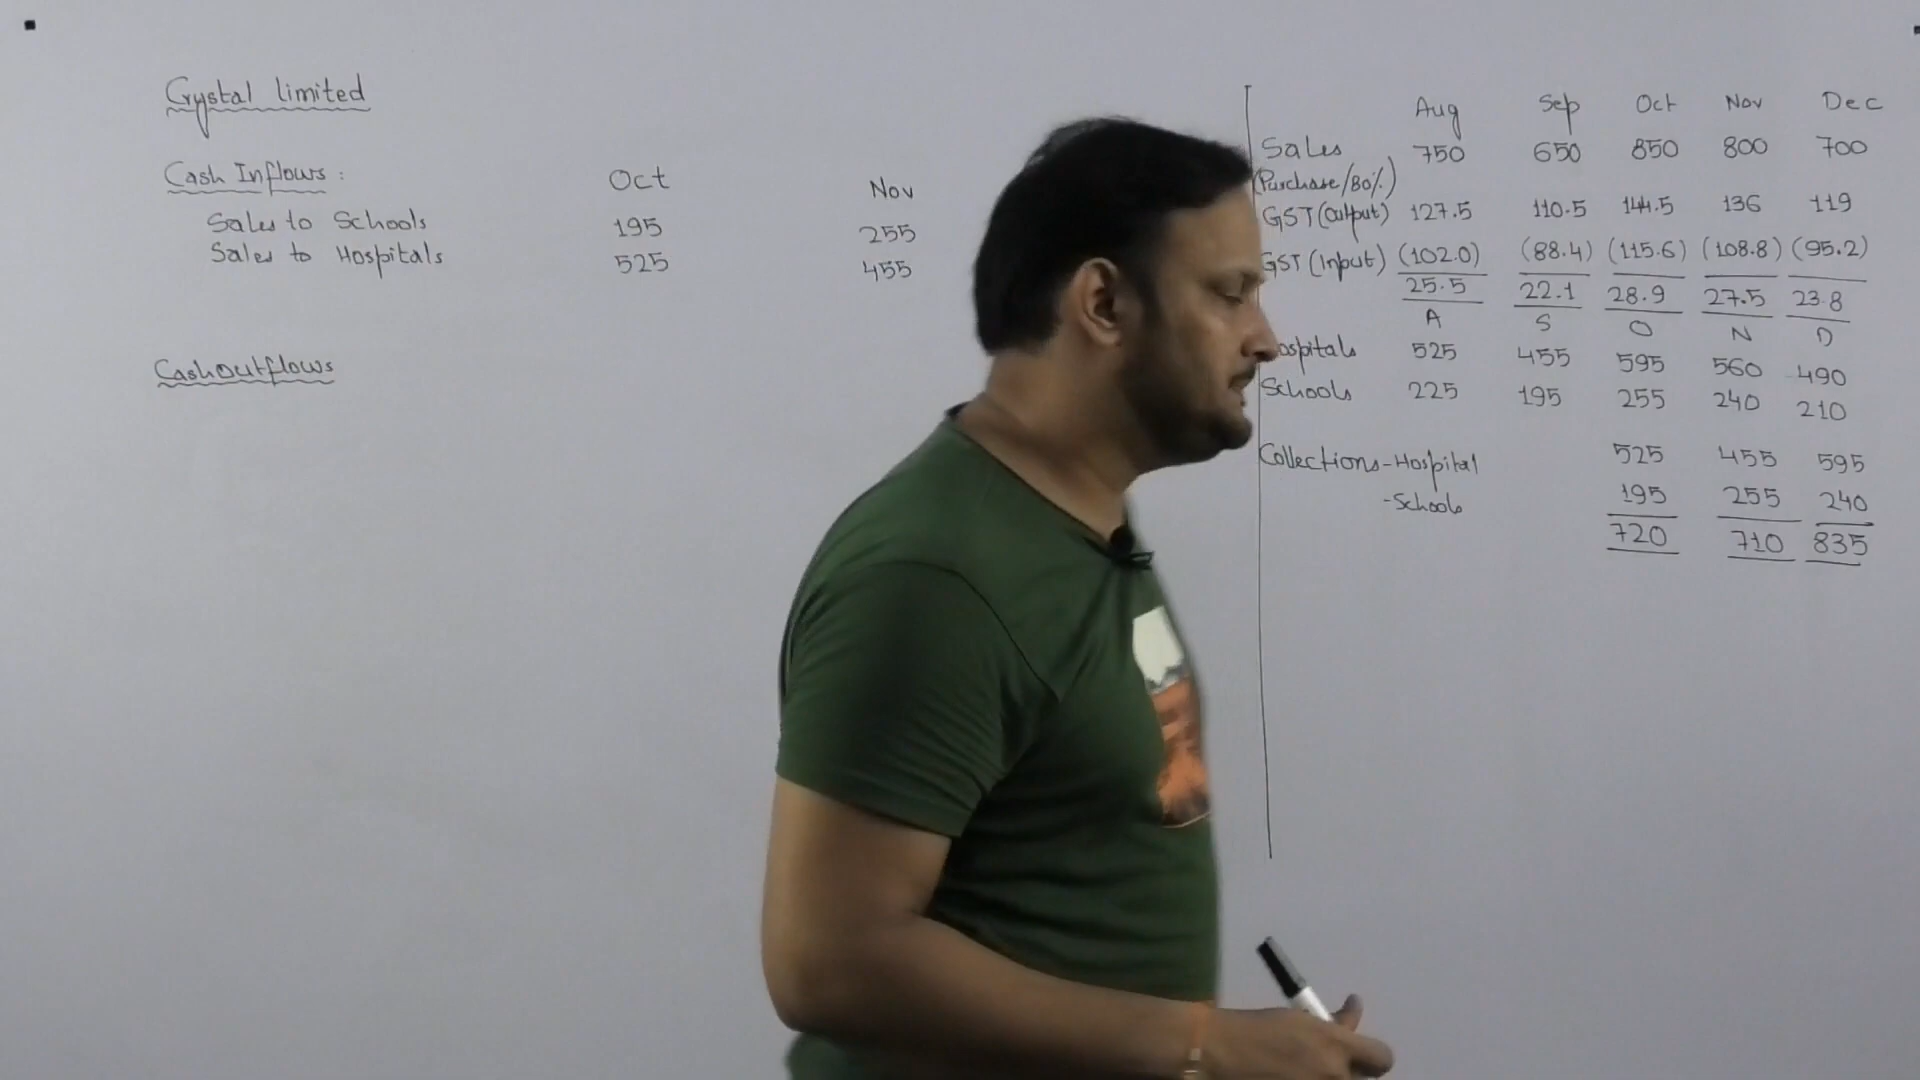 Crystal limited
Cash Inflows : Oct Nov
Sales to Schools 195 255
Sales to Hospitals 525 455
Cash outflows
Aug Sep Oct Nov Dec
Sales 750 650 850 800 700
(Purchase/80%)
GST (Output) 127.5 110.5 144.5 136 119
GST (Input) (102.0) (88.4) (115.6) (108.8) (95.2)
25.5 22.1 28.9 27.5 23.8
A S O N D
ospitals 525 455 595 560 490
Schools 225 195 255 240 210
Collections - Hospital 525 455 595
- Schools 195 255 240
720 710 835